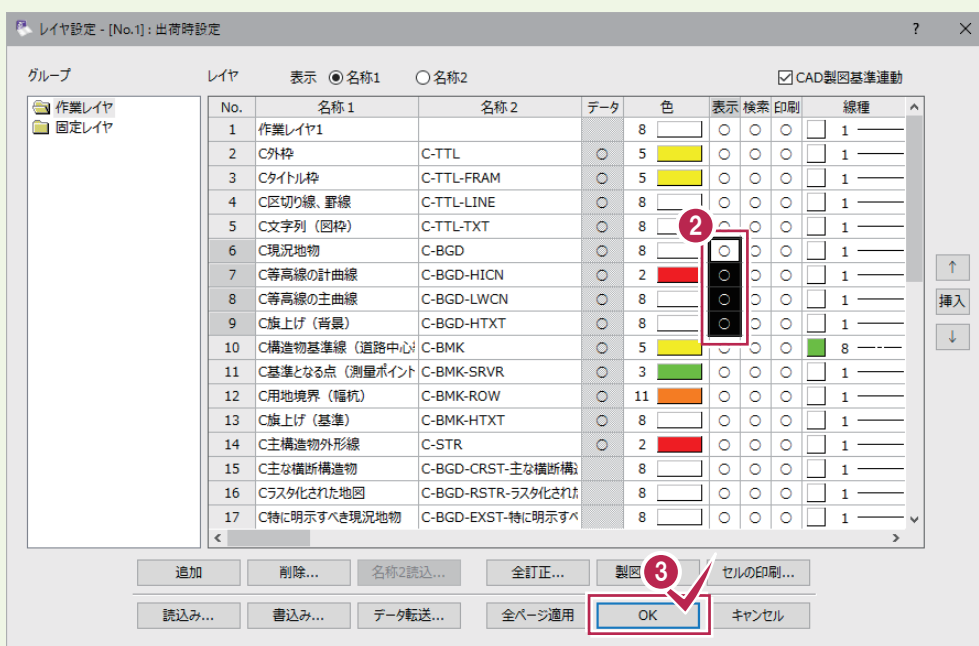 レイヤ設定 - [No.1] : 出荷時設定 ? ×
グループ レイヤ 表示 名称1 名称2 CAD製図基準連動
作業レイヤ
固定レイヤ
No. 名称1 名称2 データ 色 表示 検索 印刷 線種
1 作業レイヤ1 8 ○ ○ ○ 1
2 C外枠 C-TTL ○ 5 ○ ○ ○ 1
3 Cタイトル枠 C-TTL-FRAM ○ 5 ○ ○ ○ 1
4 C区切り線、罫線 C-TTL-LINE ○ 8 ○ ○ ○ 1
5 C文字列（図枠） C-TTL-TXT ○ 8 ○ ○ ○ 1
2
6 C現況地物 C-BGD ○ 8 ○ ○ ○ 1
7 C等高線の計曲線 C-BGD-HICN ○ 2 ○ ○ ○ 1
8 C等高線の主曲線 C-BGD-LWCN ○ 8 ○ ○ ○ 1
9 C旗上げ（背景） C-BGD-HTXT ○ 8 ○ ○ ○ 1
10 C構造物基準線（道路中心 C-BMK ○ 5 ○ ○ ○ 8
11 C基準となる点（測量ポイント C-BMK-SRVR ○ 3 ○ ○ ○ 1
12 C用地境界（幅杭） C-BMK-ROW ○ 11 ○ ○ ○ 1
13 C旗上げ（基準） C-BMK-HTXT ○ 8 ○ ○ ○ 1
14 C主構造物外形線 C-STR ○ 2 ○ ○ ○ 1
15 C主な横断構造物 C-BGD-CRST-主な横断構造 8 ○ ○ ○ 1
16 Cラスタ化された地図 C-BGD-RSTR-ラスタ化された 8 ○ ○ ○ 1
17 C特に明示すべき現況地物 C-BGD-EXST-特に明示すべ 8 ○ ○ ○ 1
↑
挿入
↓
追加 削除... 名称2読込... 全訂正... 製図 セルの印刷...
3
読込み... 書込み... データ転送... 全ページ適用 OK キャンセル